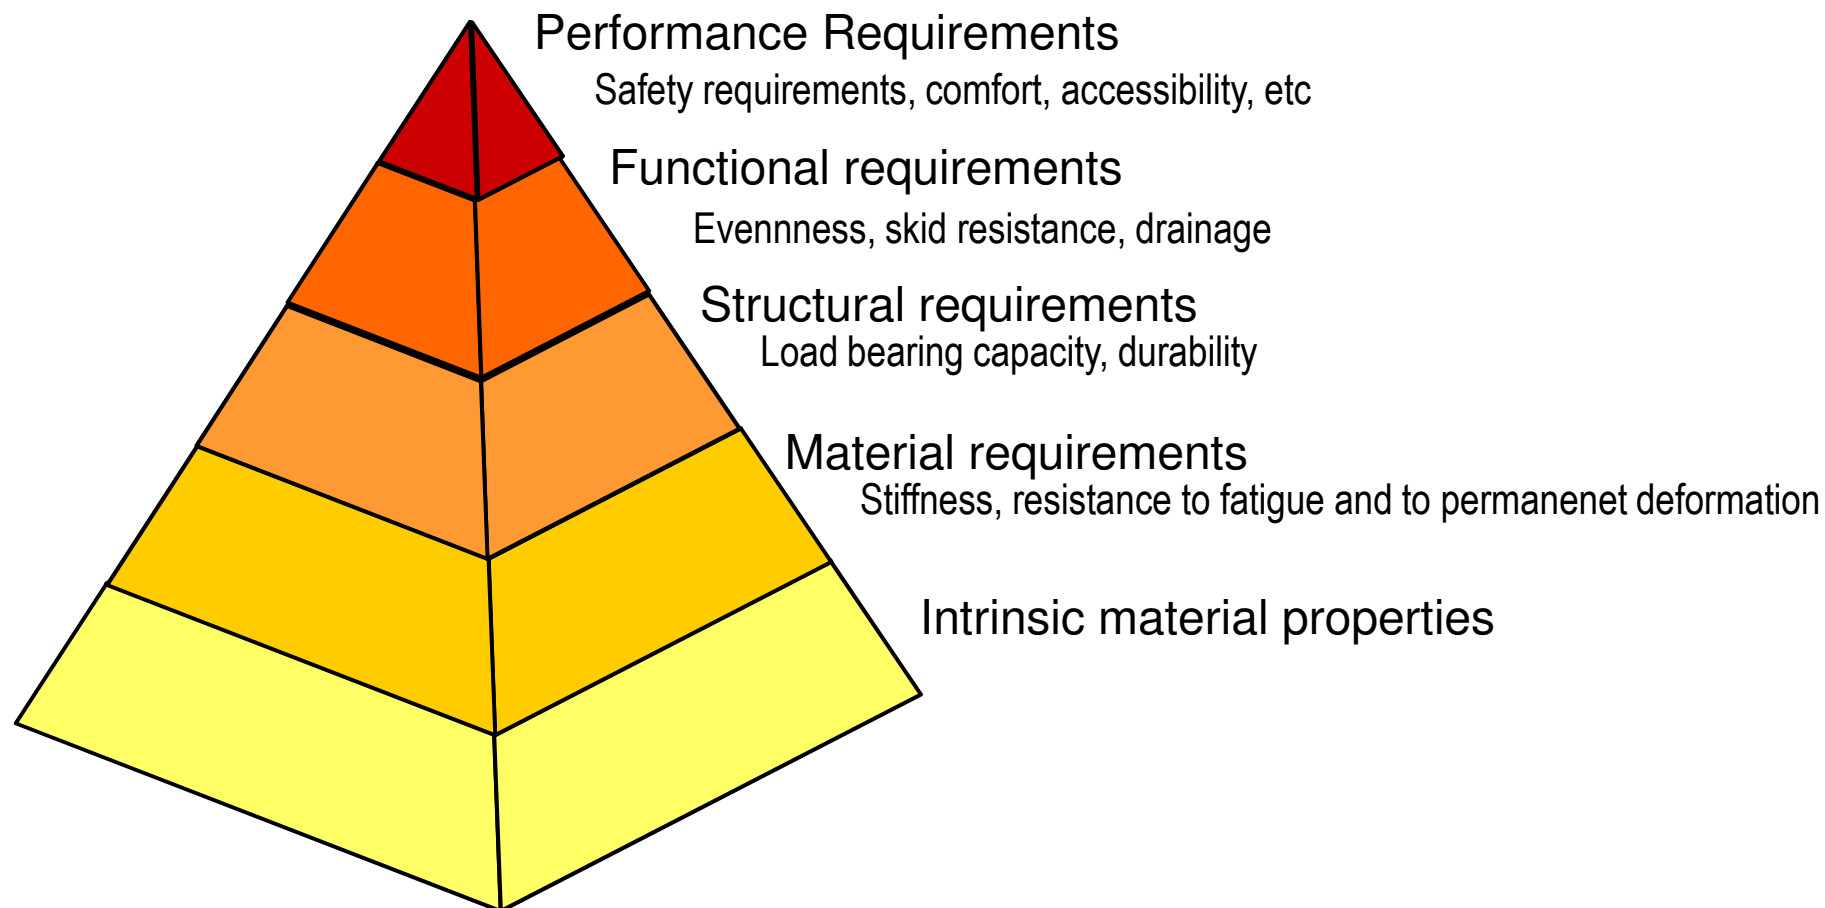 Performance Requirements
Safety requirements, comfort, accessibility, etc
Functional requirements
Evennness, skid resistance, drainage
Structural requirements
Load bearing capacity, durability
Material requirements
Stiffness, resistance to fatigue and to permanenet deformation
Intrinsic material properties